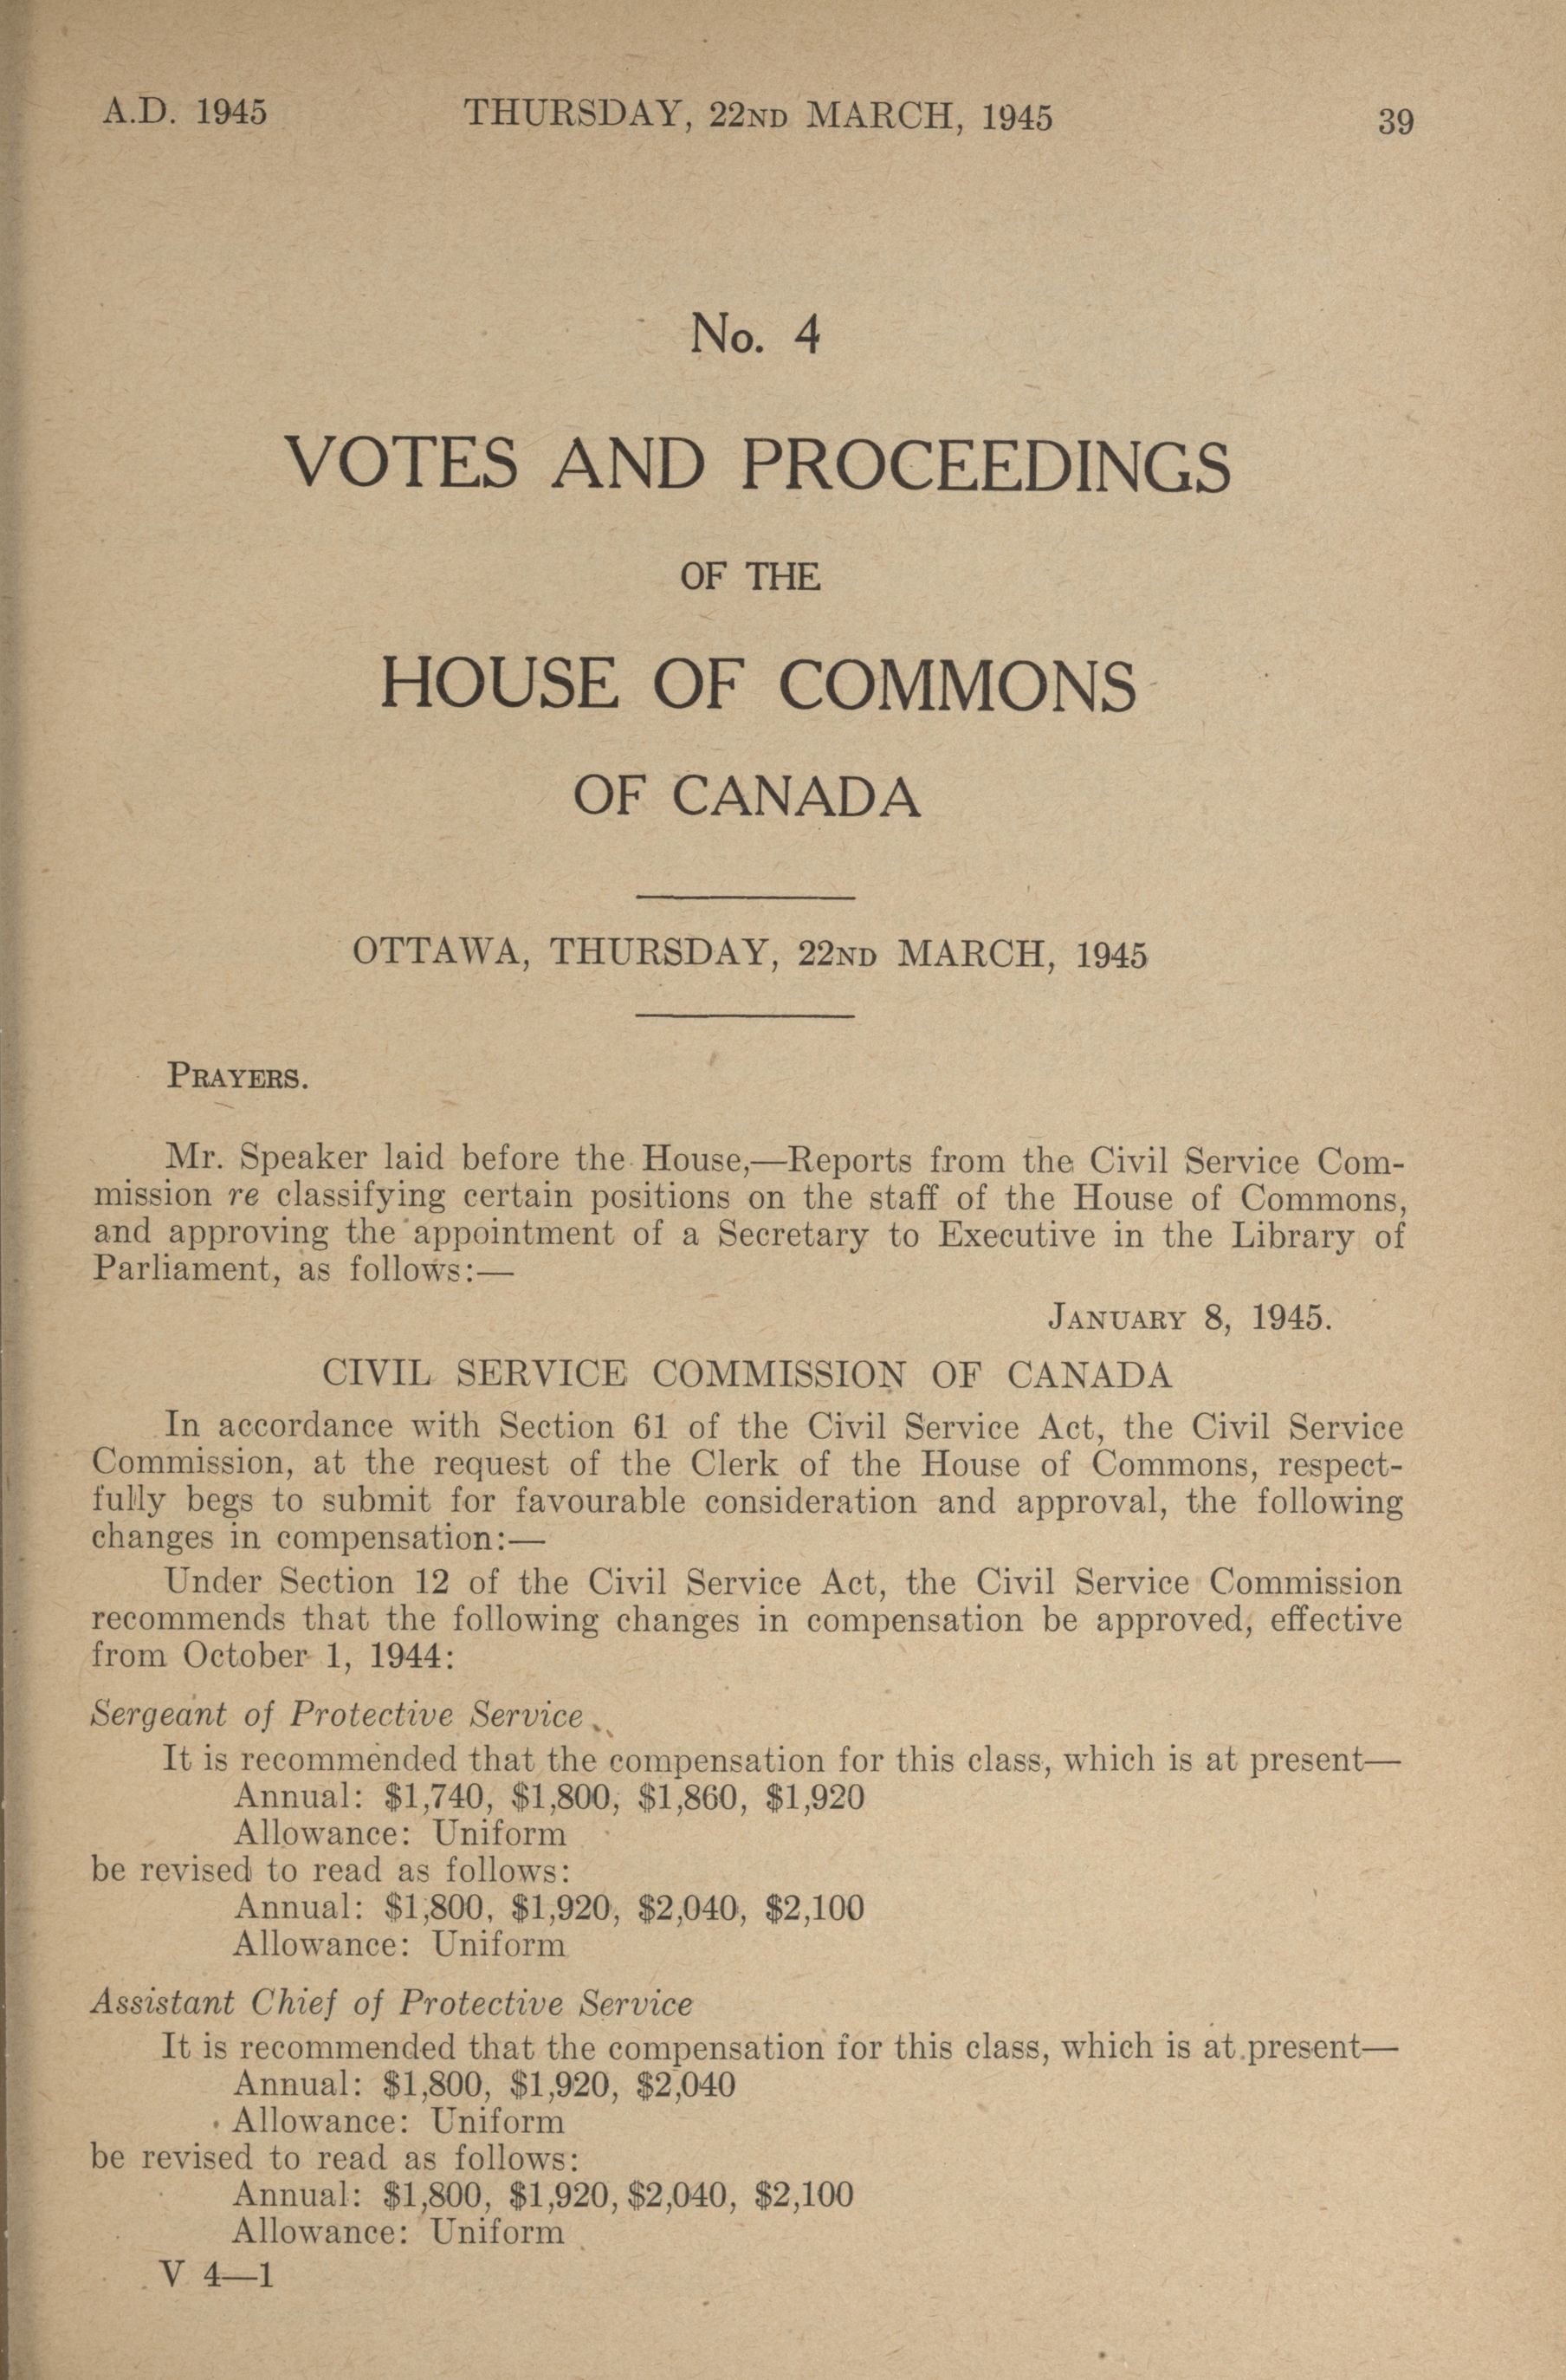 A.D. 1945 THURSDAY, 22ND MARCH, 1945 39
No. 4
VOTES AND PROCEEDINGS
OF THE
HOUSE OF COMMONS
OF CANADA
OTTAWA, THURSDAY, 22ND MARCH, 1945
PRAYERS.
Mr. Speaker laid before the House,—Reports from the Civil Service Com-
mission re classifying certain positions on the staff of the House of Commons,
and approving the appointment of a Secretary to Executive in the Library of
Parliament, as follows:—
JANUARY 8, 1945.
CIVIL SERVICE COMMISSION OF CANADA
In accordance with Section 61 of the Civil Service Act, the Civil Service
Commission, at the request of the Clerk of the House of Commons, respect-
fully begs to submit for favourable consideration and approval, the following
changes in compensation:—
Under Section 12 of the Civil Service Act, the Civil Service Commission
recommends that the following changes in compensation be approved, effective
from October 1, 1944:
Sergeant of Protective Service
It is recommended that the compensation for this class, which is at present—
Annual: $1,740, $1,800, $1,860, $1,920
Allowance: Uniform
be revised to read as follows:
Annual: $1,800, $1,920, $2,040, $2,100
Allowance: Uniform
Assistant Chief of Protective Service
It is recommended that the compensation for this class, which is at present—
Annual: $1,800, $1,920, $2,040
Allowance: Uniform
be revised to read as follows:
Annual: $1,800, $1,920, $2,040, $2,100
Allowance: Uniform
V 4—1